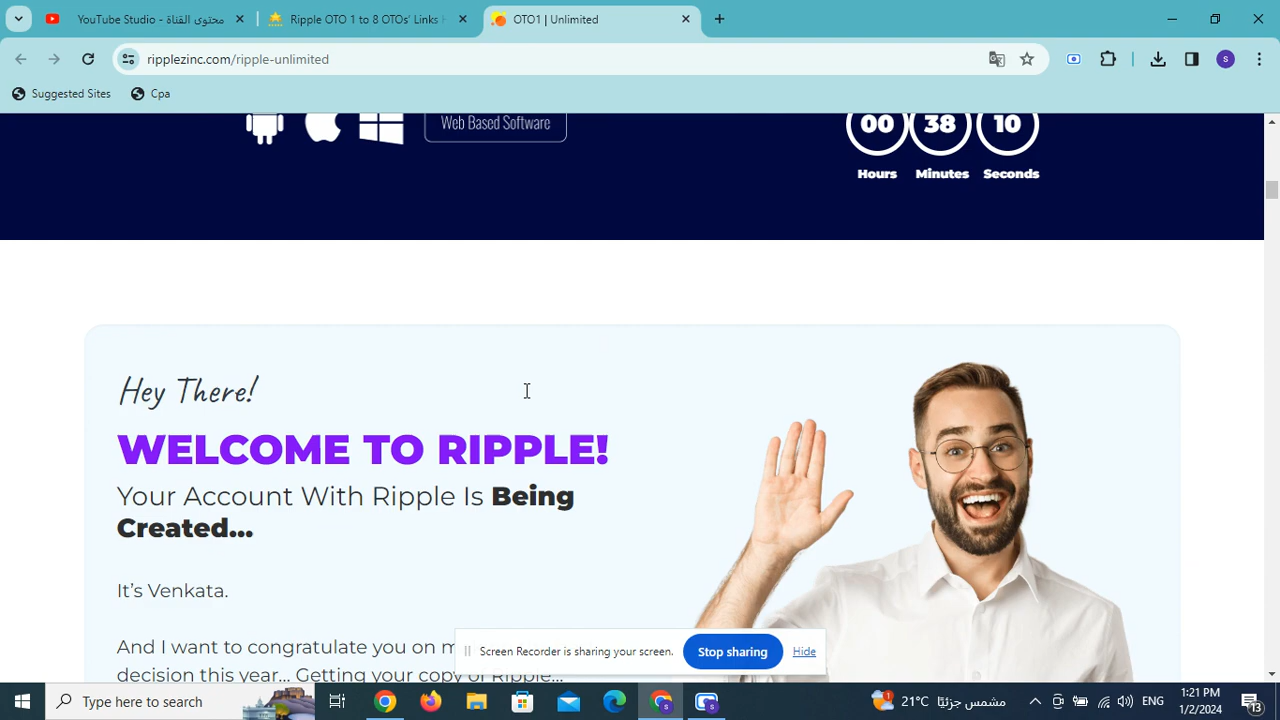 YouTube Studio - محتوى القناة
Ripple OTO 1 to 8 OTOs' Links
OTO1 | Unlimited
ripplezinc.com/ripple-unlimited
S
Suggested Sites
Cpa
Web Based Software
00 38 10
Hours Minutes Seconds
Hey There!
WELCOME TO RIPPLE!
Your Account With Ripple Is Being
Created...
It's Venkata.
And I want to congratulate you on
decision this year... Getting your copy of Ripple...
Screen Recorder is sharing your screen.
Stop sharing
Hide
Type here to search
1
21°C مشمس جزئيًا
ENG
1:21 PM
1/2/2024
13